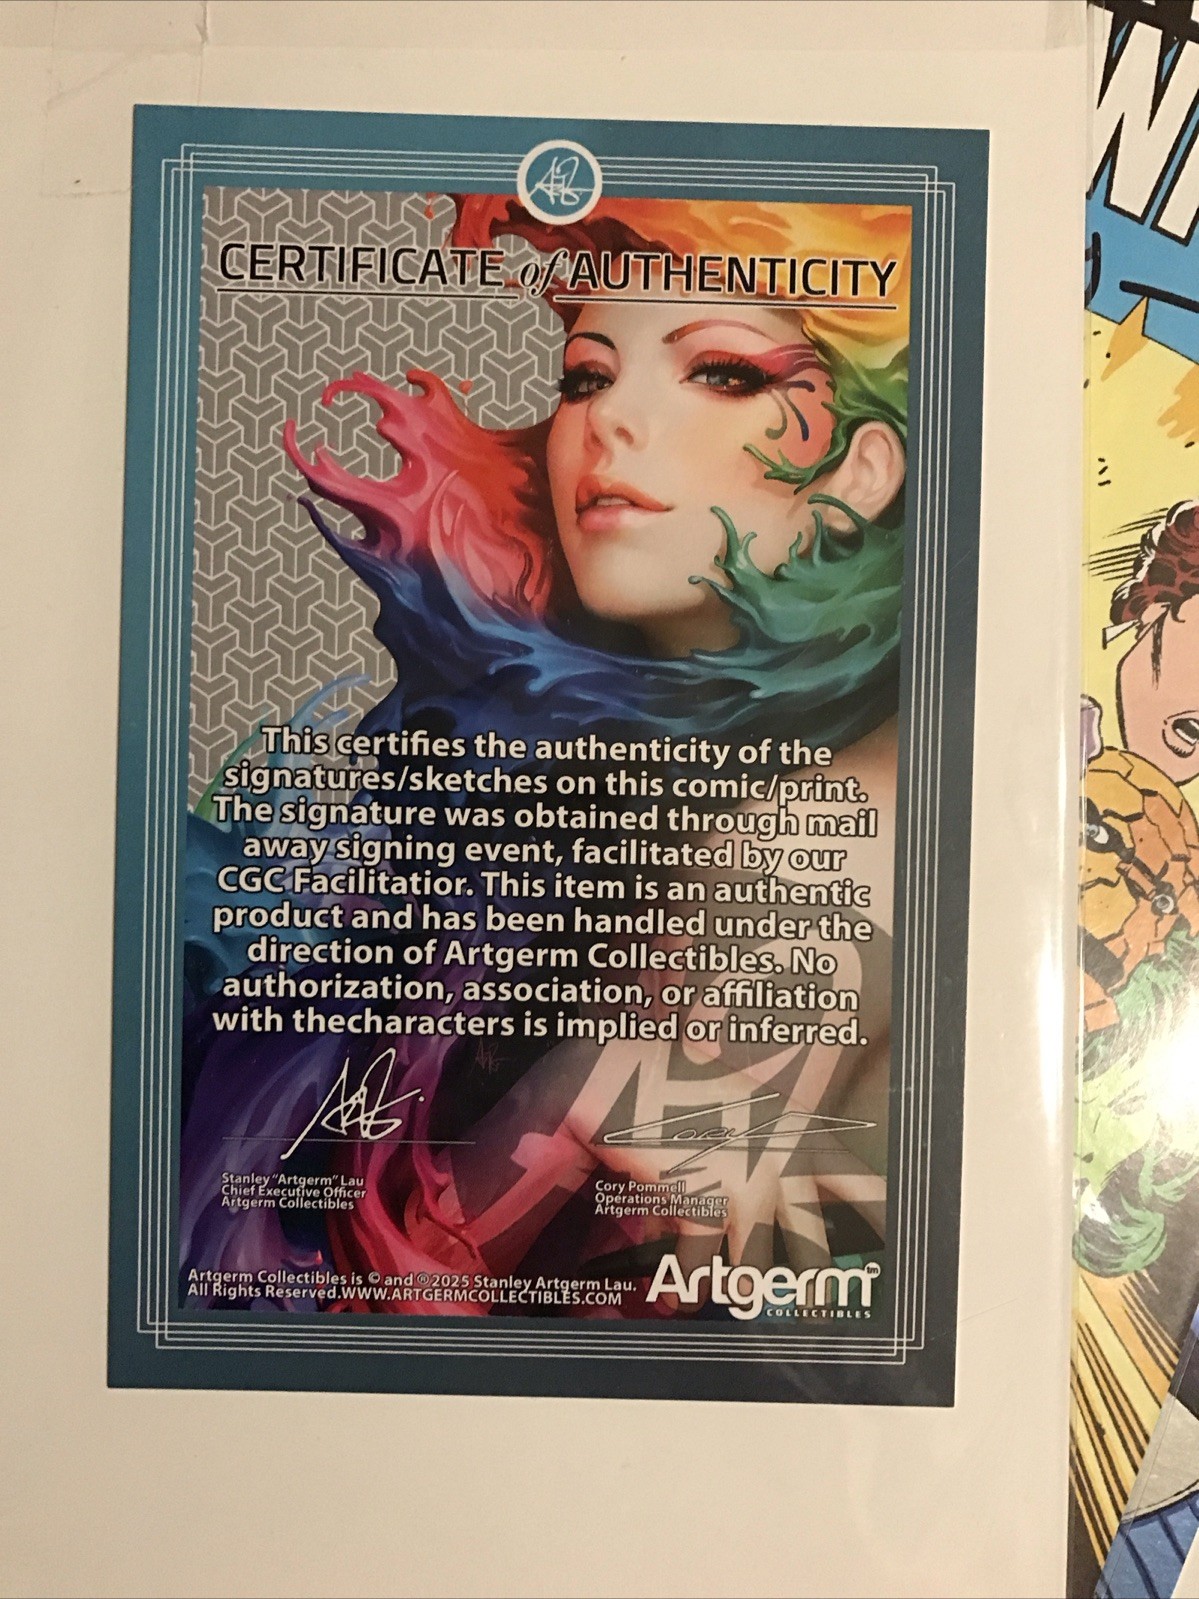 CERTIFICATE of AUTHENTICITY
This certifies the authenticity of the
signatures/sketches on this comic/print.
The signature was obtained through mail
away signing event, facilitated by our
CGC Facilitatior. This item is an authentic
product and has been handled under the
direction of Artgerm Collectibles. No
authorization, association, or affiliation
with thecharacters is implied or inferred.
Stanley "Artgerm" Lau
Chief Executive Officer
Artgerm Collectibles
Cory
Cory Pommell
Operations Manager
Artgerm Collectibles
Artgerm Collectibles is © and ®2025 Stanley Artgerm Lau.
All Rights Reserved.WWW.ARTGERMCOLLECTIBLES.COM
Artgerm tm
COLLECTIBLES